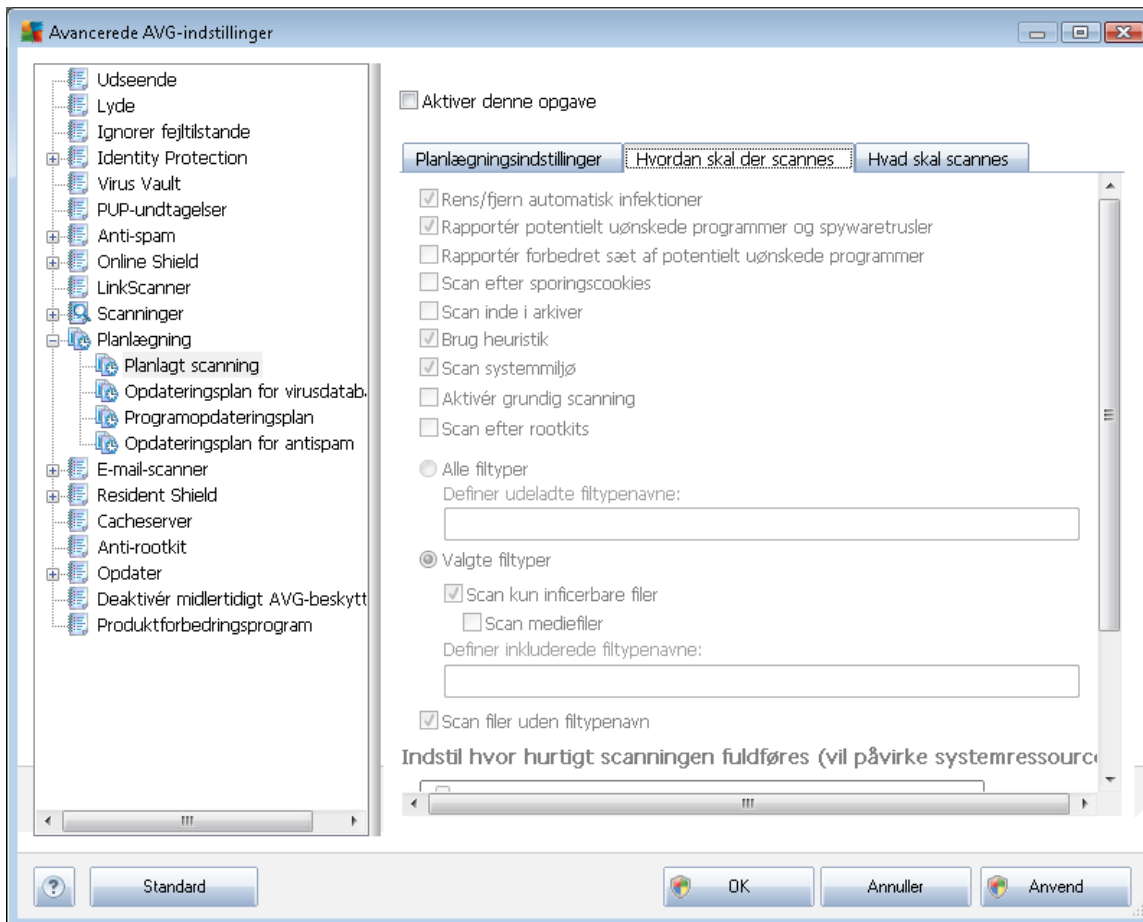 Avancerede AVG-indstillinger
Udseende
Lyde
Ignorer fejltilstande
Identity Protection
Virus Vault
PUP-undtagelser
Anti-spam
Online Shield
LinkScanner
Scanninger
Planlægning
Planlagt scanning
Opdateringsplan for virusdatab
Programopdateringsplan
Opdateringsplan for antispam
E-mail-scanner
Resident Shield
Cacheserver
Anti-rootkit
Opdater
Deaktivér midlertidigt AVG-beskytt
Produktforbedringsprogram
Aktiver denne opgave
Planlægningsindstillinger
Hvordan skal der scannes
Hvad skal scannes
Rens/fjern automatisk infektioner
Rapportér potentielt uønskede programmer og spywaretrusler
Rapportér forbedret sæt af potentielt uønskede programmer
Scan efter sporingscookies
Scan inde i arkiver
Brug heuristik
Scan systemmiljø
Aktivér grundig scanning
Scan efter rootkits
Alle filtyper
Definer udeladte filtypenavne:
Valgte filtyper
Scan kun inficerbare filer
Scan mediefiler
Definer inkluderede filtypenavne:
Scan filer uden filtypenavn
Indstil hvor hurtigt scanningen fuldføres (vil påvirke systemressourc
?
Standard
OK
Annuller
Anvend